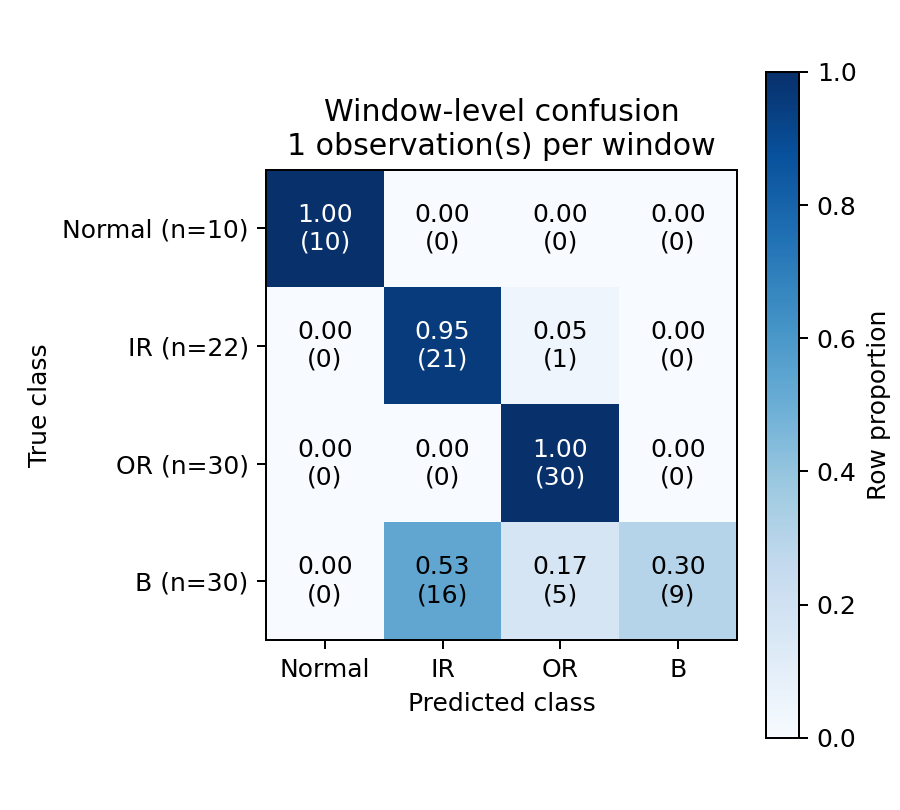 Window-level confusion
1 observation(s) per window
True class
Normal (n=10)
1.00 0.00 0.00 0.00
(10) (0) (0) (0)
IR (n=22)
0.00 0.95 0.05 0.00
(0) (21) (1) (0)
OR (n=30)
0.00 0.00 1.00 0.00
(0) (0) (30) (0)
B (n=30)
0.00 0.53 0.17 0.30
(0) (16) (5) (9)
Normal IR OR B
Predicted class
1.0
0.8
0.6
0.4
0.2
0.0
Row proportion